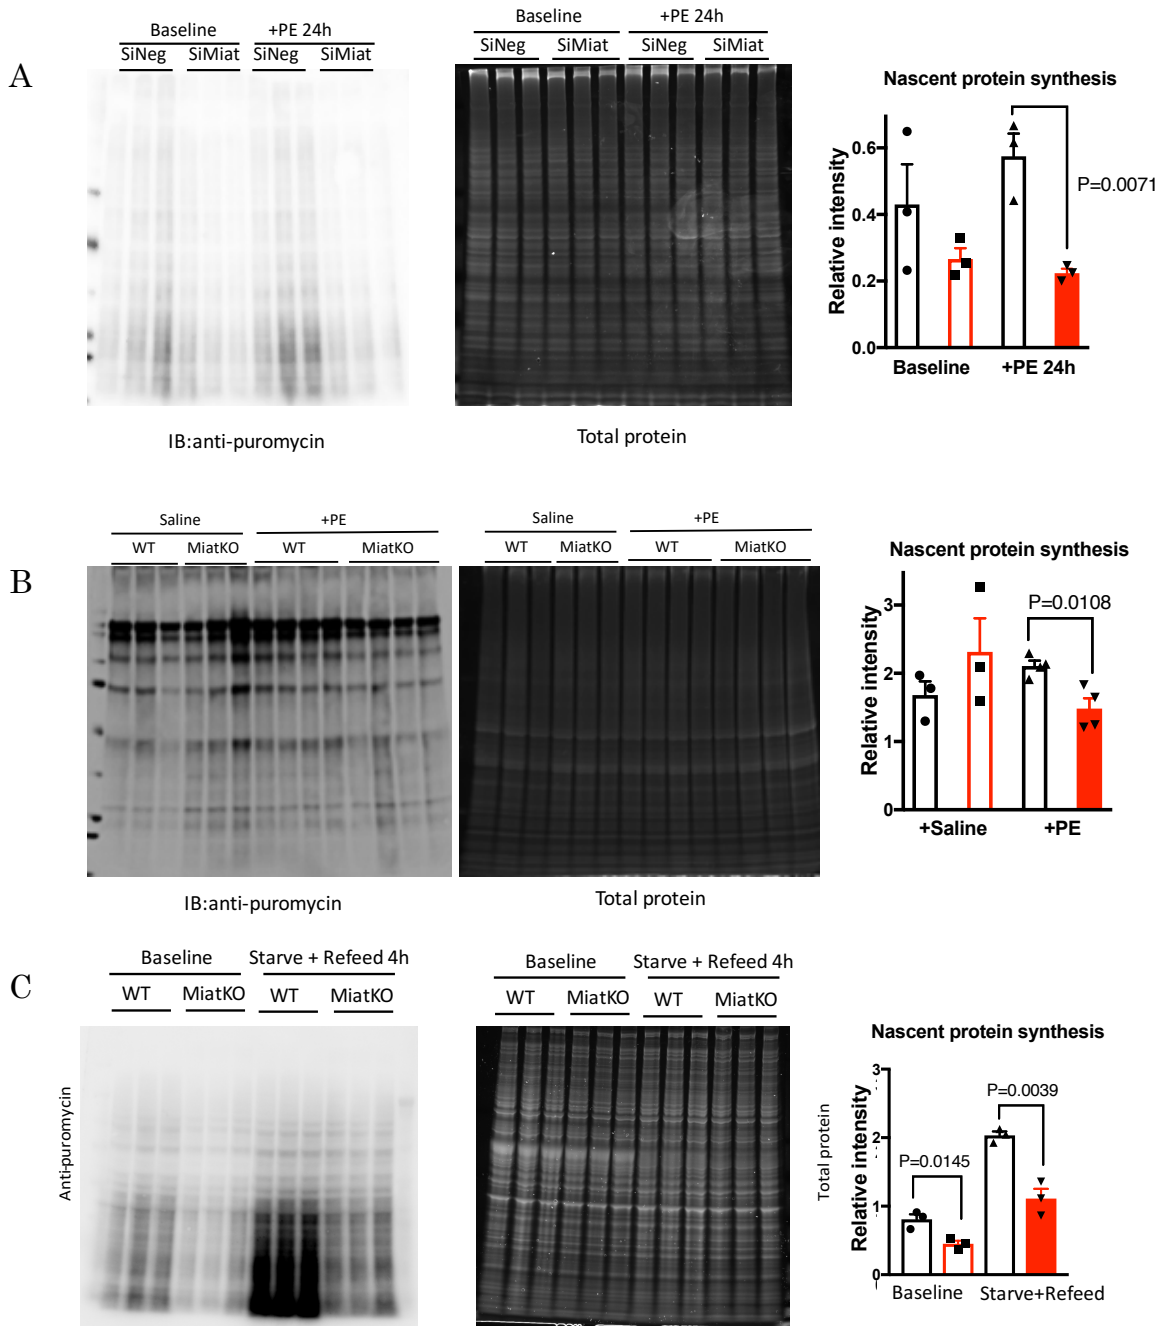 A
Baseline +PE 24h
SiNeg SiMiat SiNeg SiMiat
IB:anti-puromycin
Baseline +PE 24h
SiNeg SiMiat SiNeg SiMiat
Total protein
Nascent protein synthesis
Relative intensity
0.6
0.4
0.2
0.0
P=0.0071
Baseline +PE 24h
B
Saline +PE
WT MiatKO WT MiatKO
IB:anti-puromycin
Saline +PE
WT MiatKO WT MiatKO
Total protein
Nascent protein synthesis
Relative intensity
3
2
1
0
P=0.0108
+Saline +PE
C
Baseline Starve + Refeed 4h
WT MiatKO WT MiatKO
Anti-puromycin
Baseline Starve + Refeed 4h
WT MiatKO WT MiatKO
Total protein
Nascent protein synthesis
Relative intensity
3
2
1
0
P=0.0145
P=0.0039
Baseline Starve+Refeed